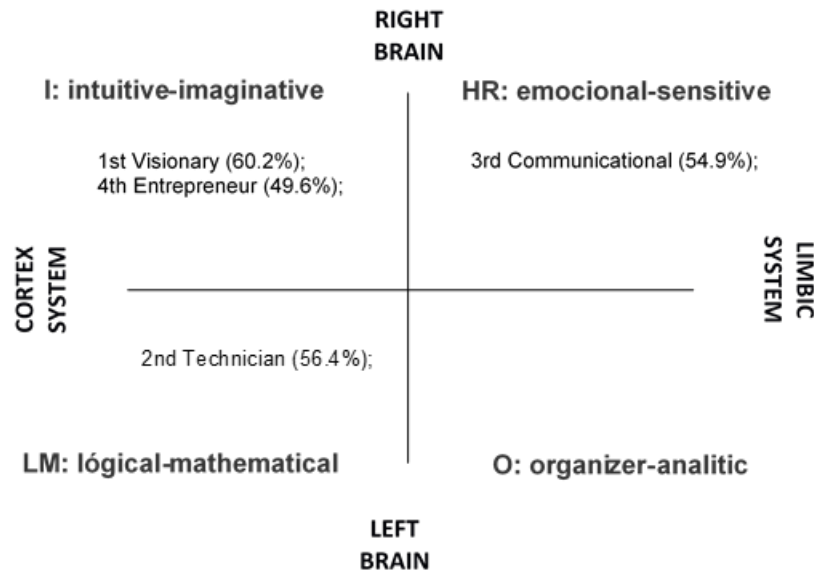 RIGHT
BRAIN
I: intuitive-imaginative
HR: emocional-sensitive
1st Visionary (60.2%);
4th Entrepreneur (49.6%);
3rd Communicational (54.9%);
CORTEX
SYSTEM
LIMBIC
SYSTEM
2nd Technician (56.4%);
LM: lógical-mathematical
O: organizer-analitic
LEFT
BRAIN